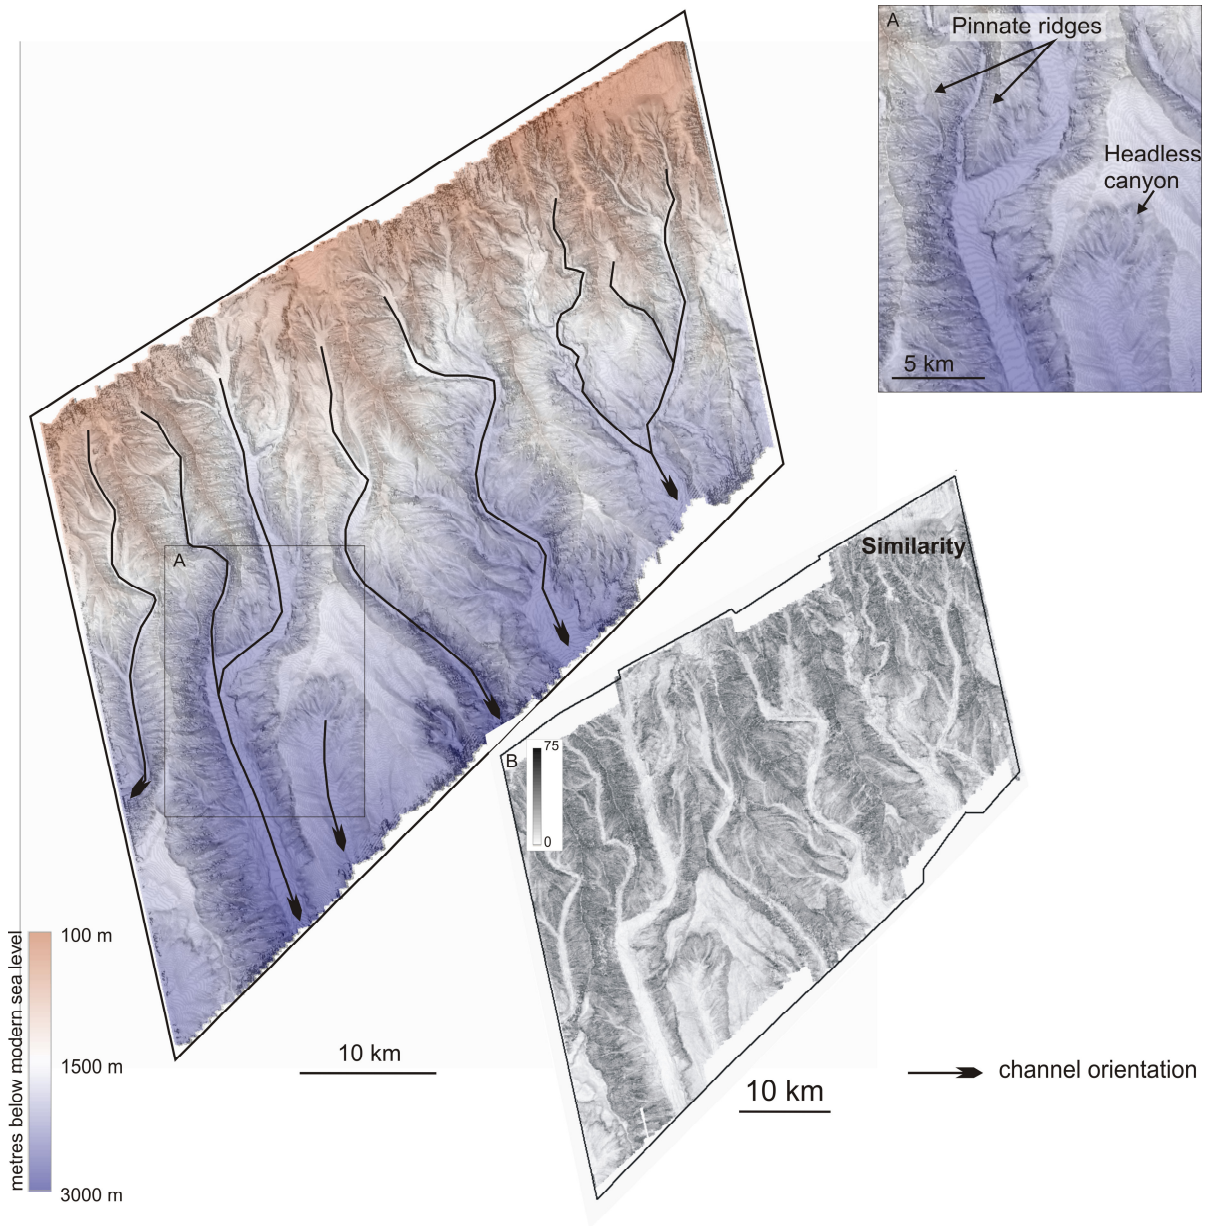 A
Pinnate ridges
Headless
canyon
5 km
A
Similarity
B
75
0
metres below modern sea level
100 m
1500 m
3000 m
10 km
10 km
channel orientation